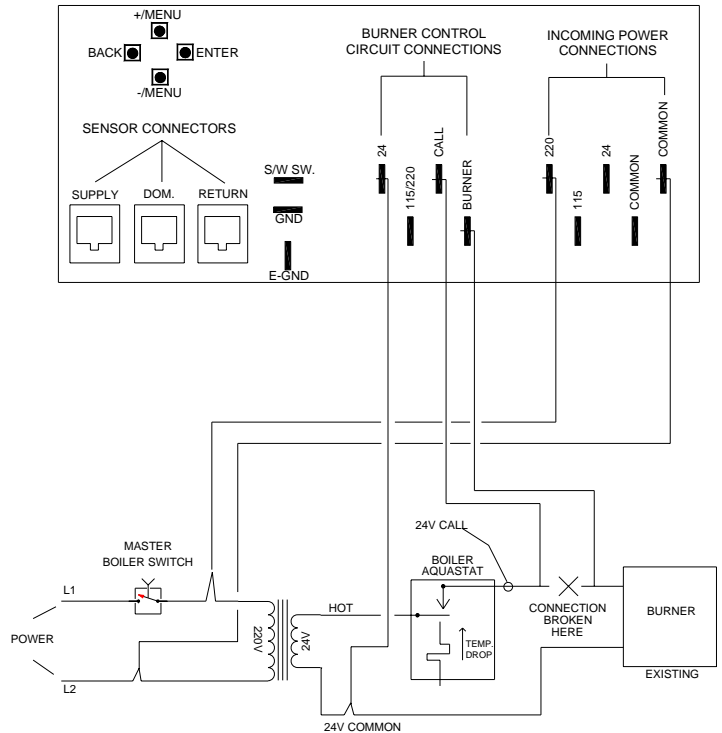 +/MENU
BACK
ENTER
-/MENU
BURNER CONTROL
CIRCUIT CONNECTIONS
INCOMING POWER
CONNECTIONS
SENSOR CONNECTORS
SUPPLY
DOM.
RETURN
S/W SW.
GND
E-GND
24
115/220
CALL
BURNER
220
115
24
COMMON
COMMON
24V CALL
MASTER
BOILER SWITCH
BOILER
AQUASTAT
L1
POWER
L2
220V
24V
HOT
TEMP.
DROP
CONNECTION
BROKEN
HERE
BURNER
EXISTING
24V COMMON